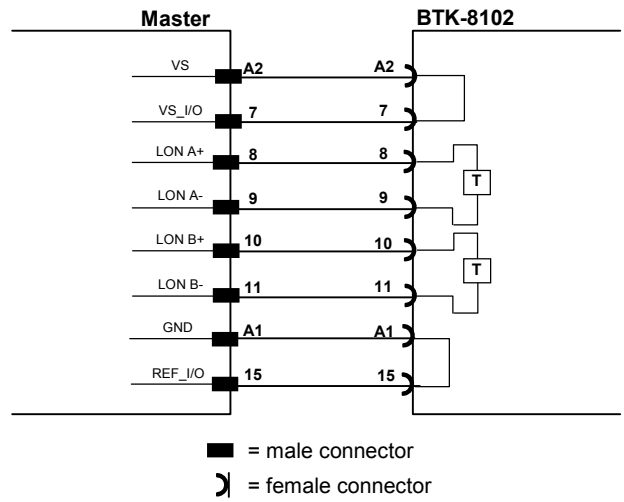 Master BTK-8102
VS A2 A2
VS_I/O 7 7
LON A+ 8 8
T
LON A- 9 9
LON B+ 10 10
T
LON B- 11 11
GND A1 A1
REF_I/O 15 15
= male connector
= female connector